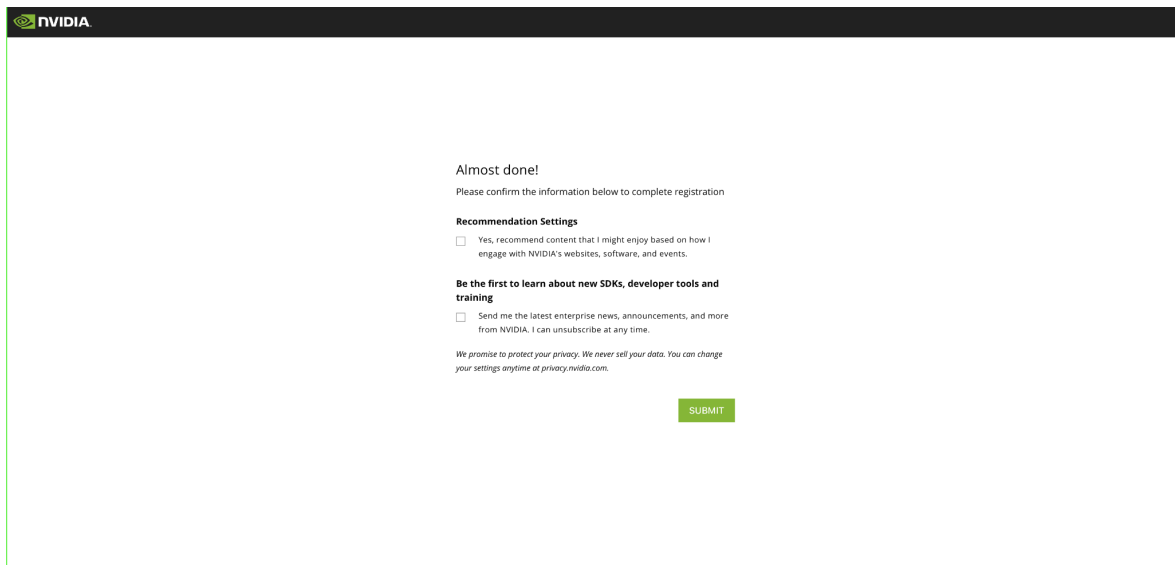 NVIDIA.
Almost done!
Please confirm the information below to complete registration
Recommendation Settings
Yes, recommend content that I might enjoy based on how I
engage with NVIDIA's websites, software, and events.
Be the first to learn about new SDKs, developer tools and
training
Send me the latest enterprise news, announcements, and more
from NVIDIA. I can unsubscribe at any time.
We promise to protect your privacy. We never sell your data. You can change
your settings anytime at privacy.nvidia.com.
SUBMIT